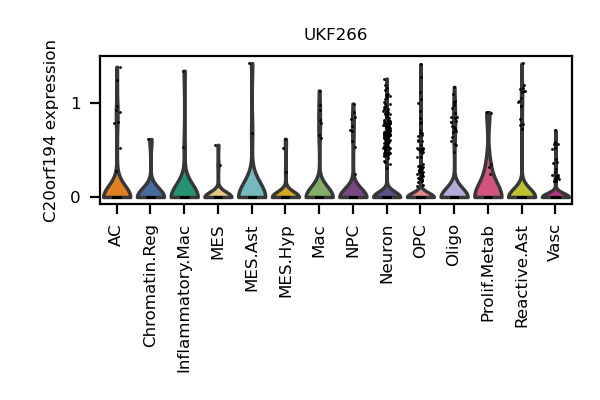 UKF266
C20orf194 expression
1
0
AC
Chromatin.Reg
Inflammatory.Mac
MES
MES.Ast
MES.Hyp
Mac
NPC
Neuron
OPC
Oligo
Prolif.Metab
Reactive.Ast
Vasc